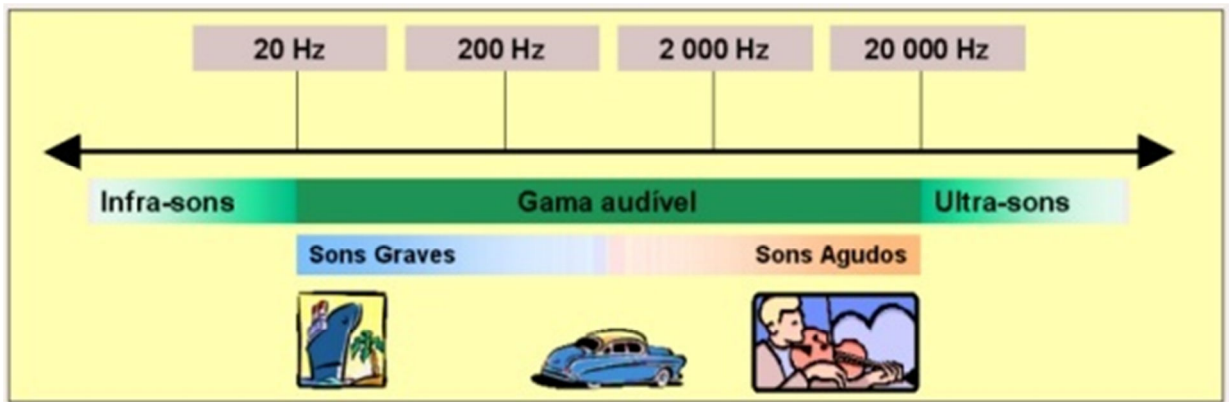 20 Hz 200 Hz 2 000 Hz 20 000 Hz
Infra-sons Gama audível Ultra-sons
Sons Graves Sons Agudos